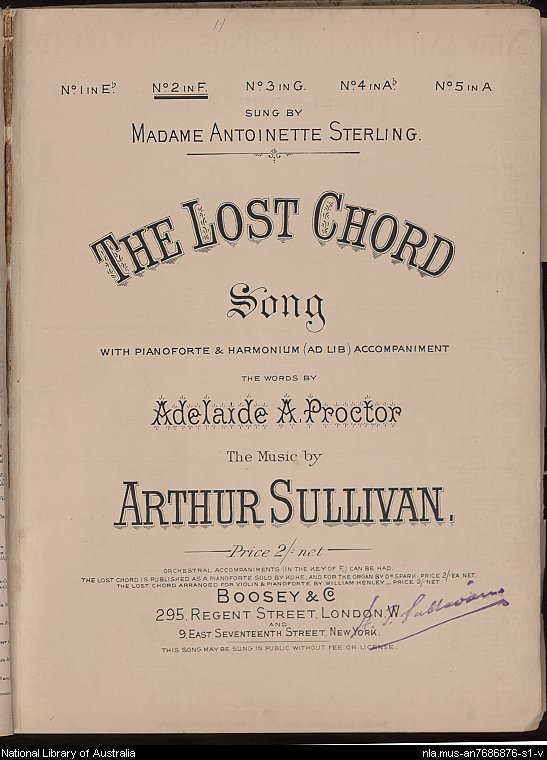 No 1 IN E♭. No 2 IN F. No 3 IN G. No 4 IN A♭ No 5 IN A
SUNG BY
MADAME ANTOINETTE STERLING.
THE LOST CHORD
Song
WITH PIANOFORTE & HARMONIUM (AD LIB.) ACCOMPANIMENT
THE WORDS BY
Adelaide A. Proctor
The Music by
ARTHUR SULLIVAN.
Price 2/- net
ORCHESTRAL ACCOMPANIMENTS (IN THE KEY OF F,) CAN BE HAD.
THE LOST CHORD IS PUBLISHED AS A PIANOFORTE SOLO BY KUHE, AND FOR THE ORGAN BY DR SPARK. PRICE 2/- EA. NET.
THE LOST CHORD ARRANGED FOR VIOLIN & PIANOFORTE BY WILLIAM HENLEY... PRICE 2/- NET
BOOSEY & Co
295, REGENT STREET, LONDON, W.
AND
9, EAST SEVENTEENTH STREET, NEW YORK.
THIS SONG MAY BE SUNG IN PUBLIC WITHOUT FEE OR LICENSE.
National Library of Australia nla.mus-an7686876-s1-v